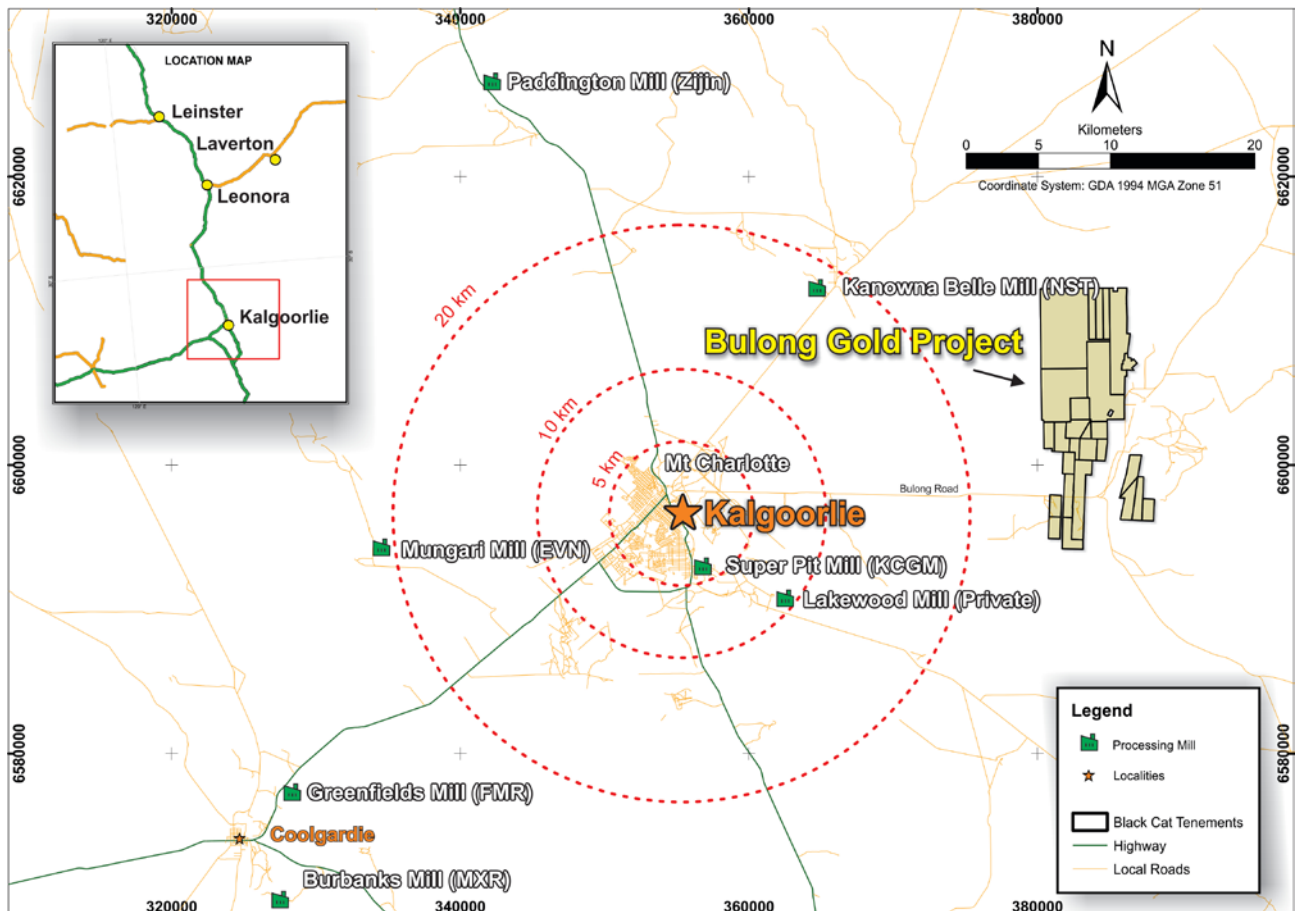 320000
340000
360000
380000
LOCATION MAP
Leinster
Laverton
Leonora
Kalgoorlie
Paddington Mill (Zijin)
N
Kilometers
0 5 10 20
Coordinate System: GDA 1994 MGA Zone 51
6620000
6620000
20 km
Kanowna Belle Mill (NST)
Bulong Gold Project
10 km
5 km
Mt Charlotte
6600000
6600000
Bulong Road
Kalgoorlie
Mungari Mill (EVN)
Super Pit Mill (KCGM)
Lakewood Mill (Private)
6580000
6580000
Greenfields Mill (FMR)
Coolgardie
Burbanks Mill (MXR)
Legend
Processing Mill
Localities
Black Cat Tenements
Highway
Local Roads
320000
340000
360000
380000